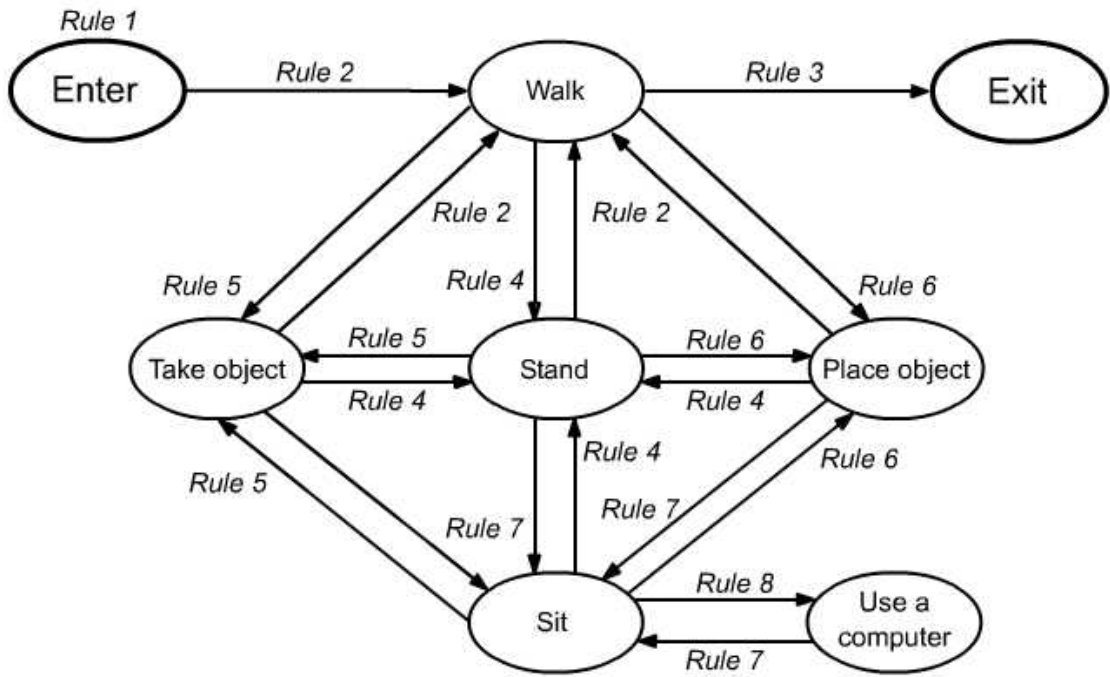 Rule 1
Enter
Rule 2
Walk
Rule 3
Exit
Rule 2
Rule 2
Rule 5
Rule 4
Rule 6
Take object
Rule 5
Stand
Rule 6
Place object
Rule 4
Rule 4
Rule 5
Rule 4
Rule 6
Rule 7
Rule 7
Sit
Rule 8
Use a
computer
Rule 7